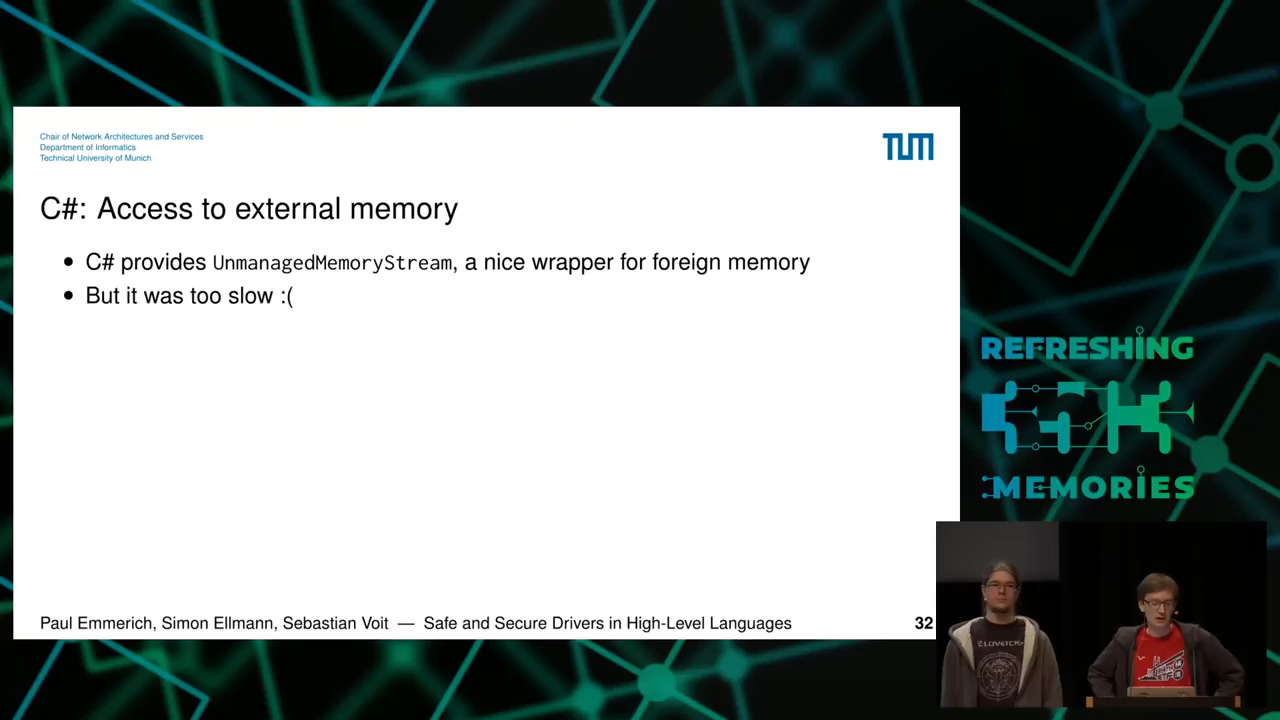 Chair of Network Architectures and Services
Department of Informatics
Technical University of Munich
TUM
C#: Access to external memory
• C# provides UnmanagedMemoryStream, a nice wrapper for foreign memory
• But it was too slow :(
Paul Emmerich, Simon Ellmann, Sebastian Voit — Safe and Secure Drivers in High-Level Languages 32
REFRESHING
35C3
MEMORIES